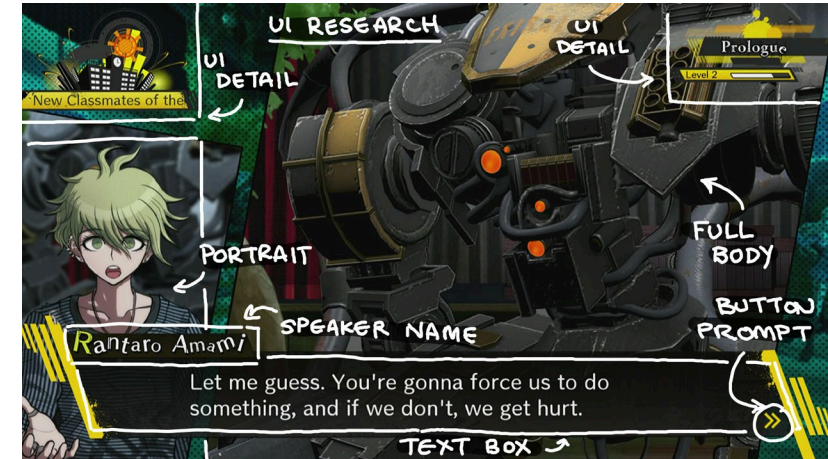 UI RESEARCH
UI DETAIL
Prologue
Level 2
UI DETAIL
New Classmates of the
FULL BODY
PORTRAIT
BUTTON PROMPT
SPEAKER NAME
Rantaro Amami
Let me guess. You're gonna force us to do
something, and if we don't, we get hurt.
TEXT BOX